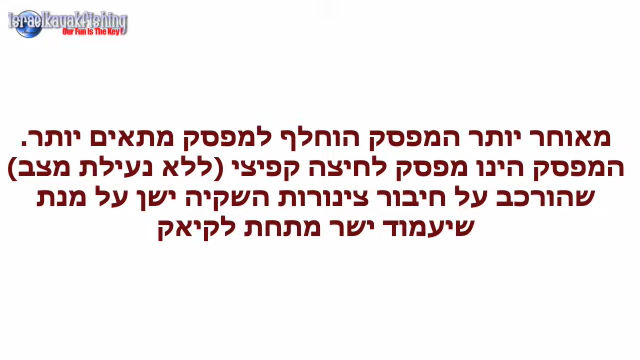 Israelkayakfishing
Our Fun Is The Key!
מאוחר יותר המפסק הוחלף למפסק מתאים יותר.
המפסק הינו מפסק לחיצה קפיצי (ללא נעילת מצב)
שהורכב על חיבור צינורות השקיה ישן על מנת
שיעמוד ישר מתחת לקיאק